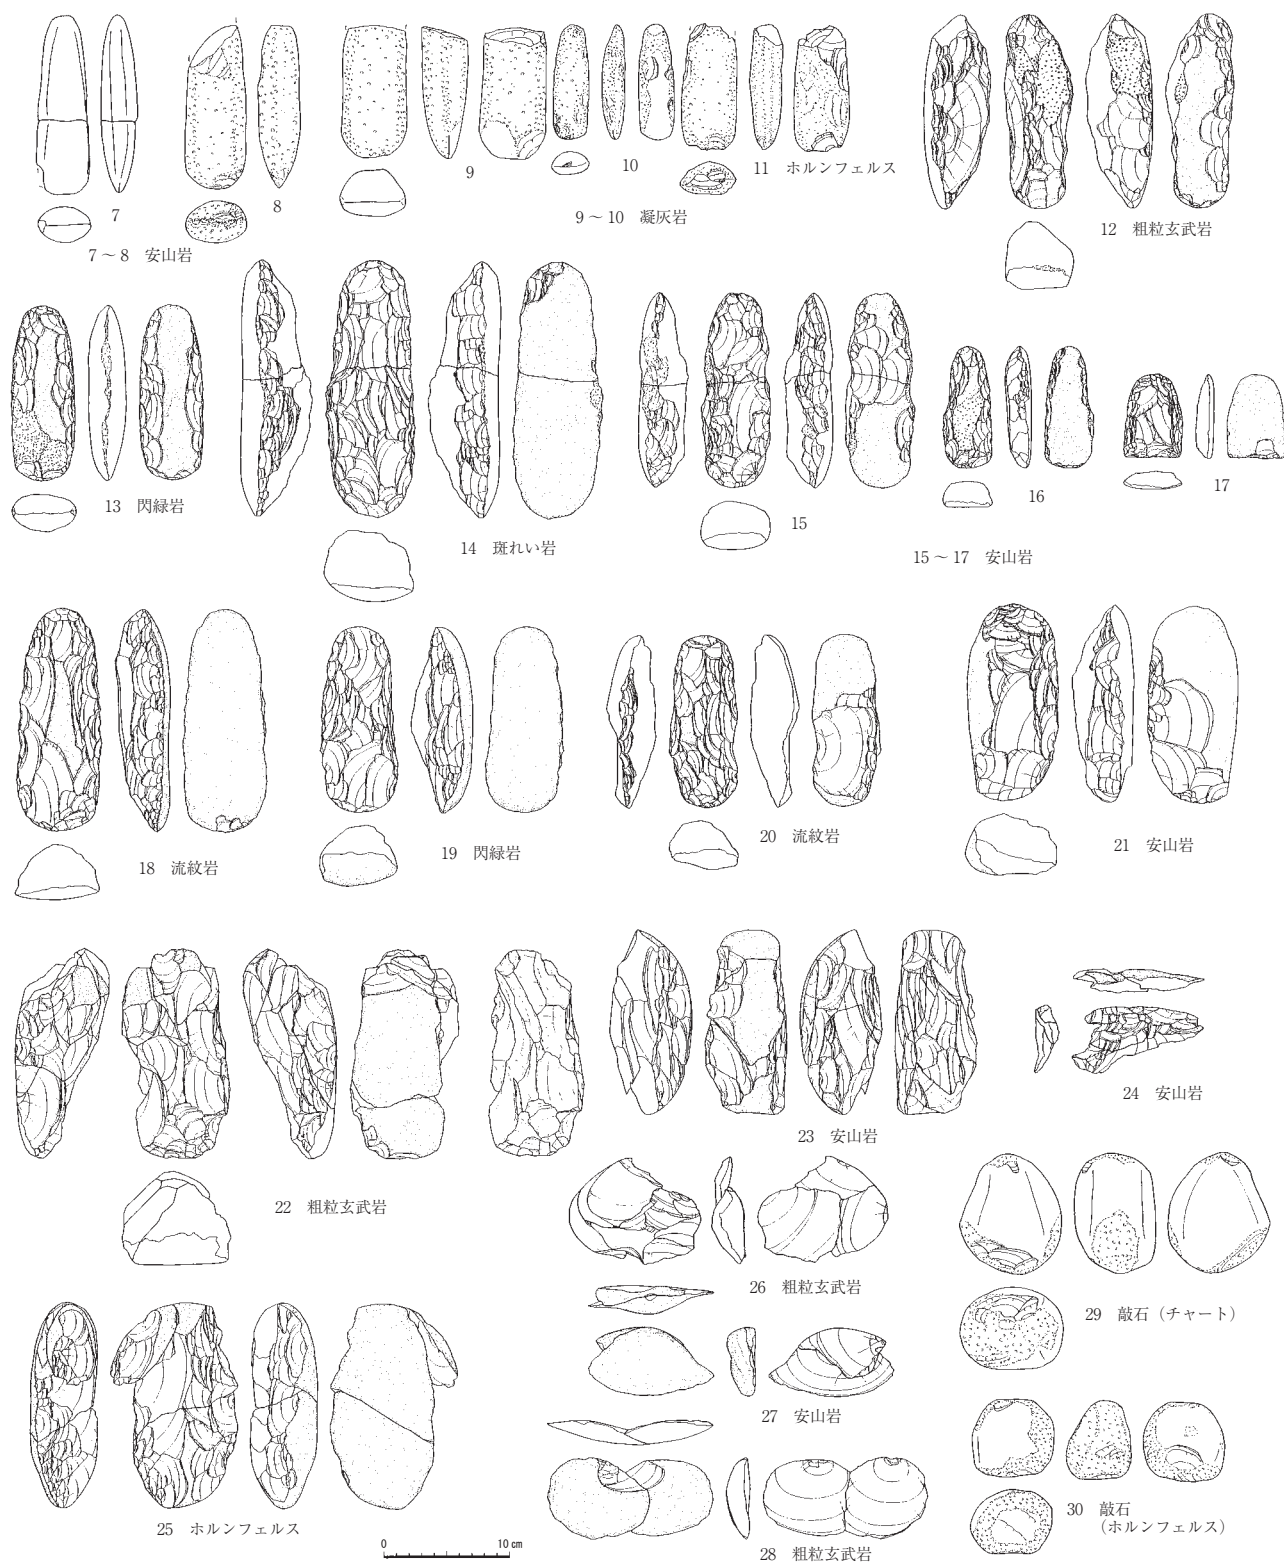 7
8
7～8　安山岩
9
10
9～10　凝灰岩
11　ホルンフェルス
12　粗粒玄武岩
13　閃緑岩
14　斑れい岩
15
16
17
15～17　安山岩
18　流紋岩
19　閃緑岩
20　流紋岩
21　安山岩
22　粗粒玄武岩
23　安山岩
24　安山岩
25　ホルンフェルス
26　粗粒玄武岩
27　安山岩
28　粗粒玄武岩
29　敲石（チャート）
30　敲石
（ホルンフェルス）
0　10 cm